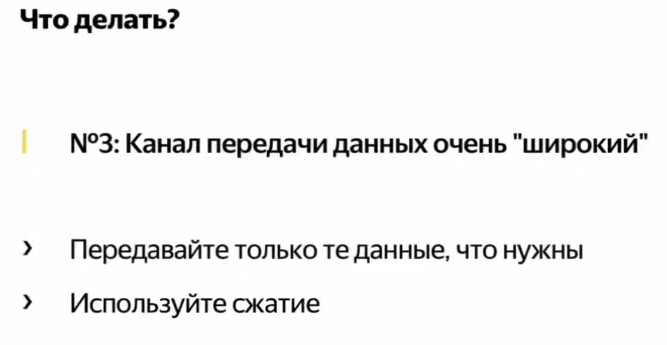 Что делать?
№3: Канал передачи данных очень "широкий"
› Передавайте только те данные, что нужны
› Используйте сжатие